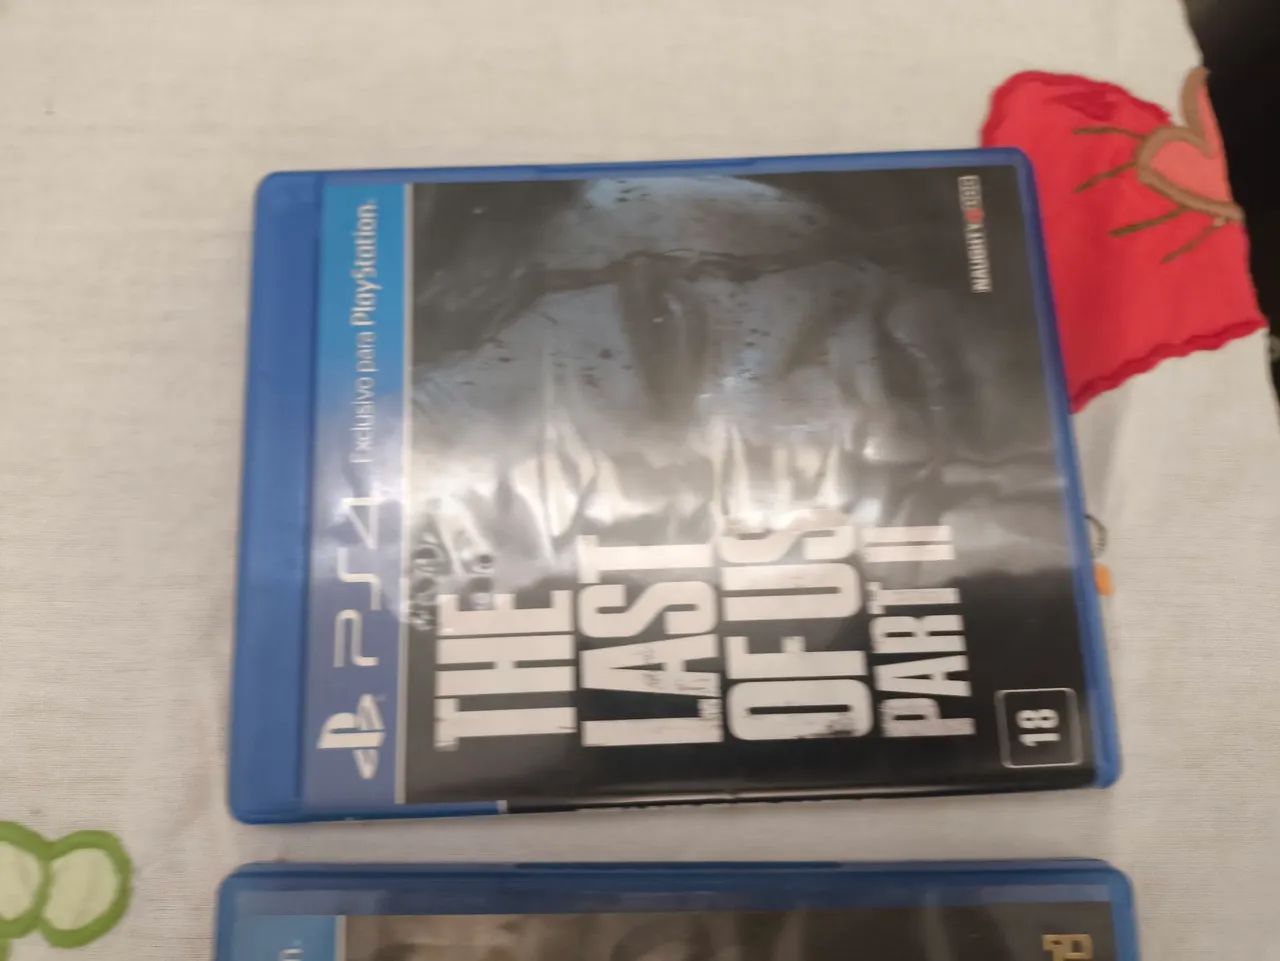 PS4 Exclusivo para PlayStation.
NAUGHTY DOG
THE
LAST
OF US
PART II
18